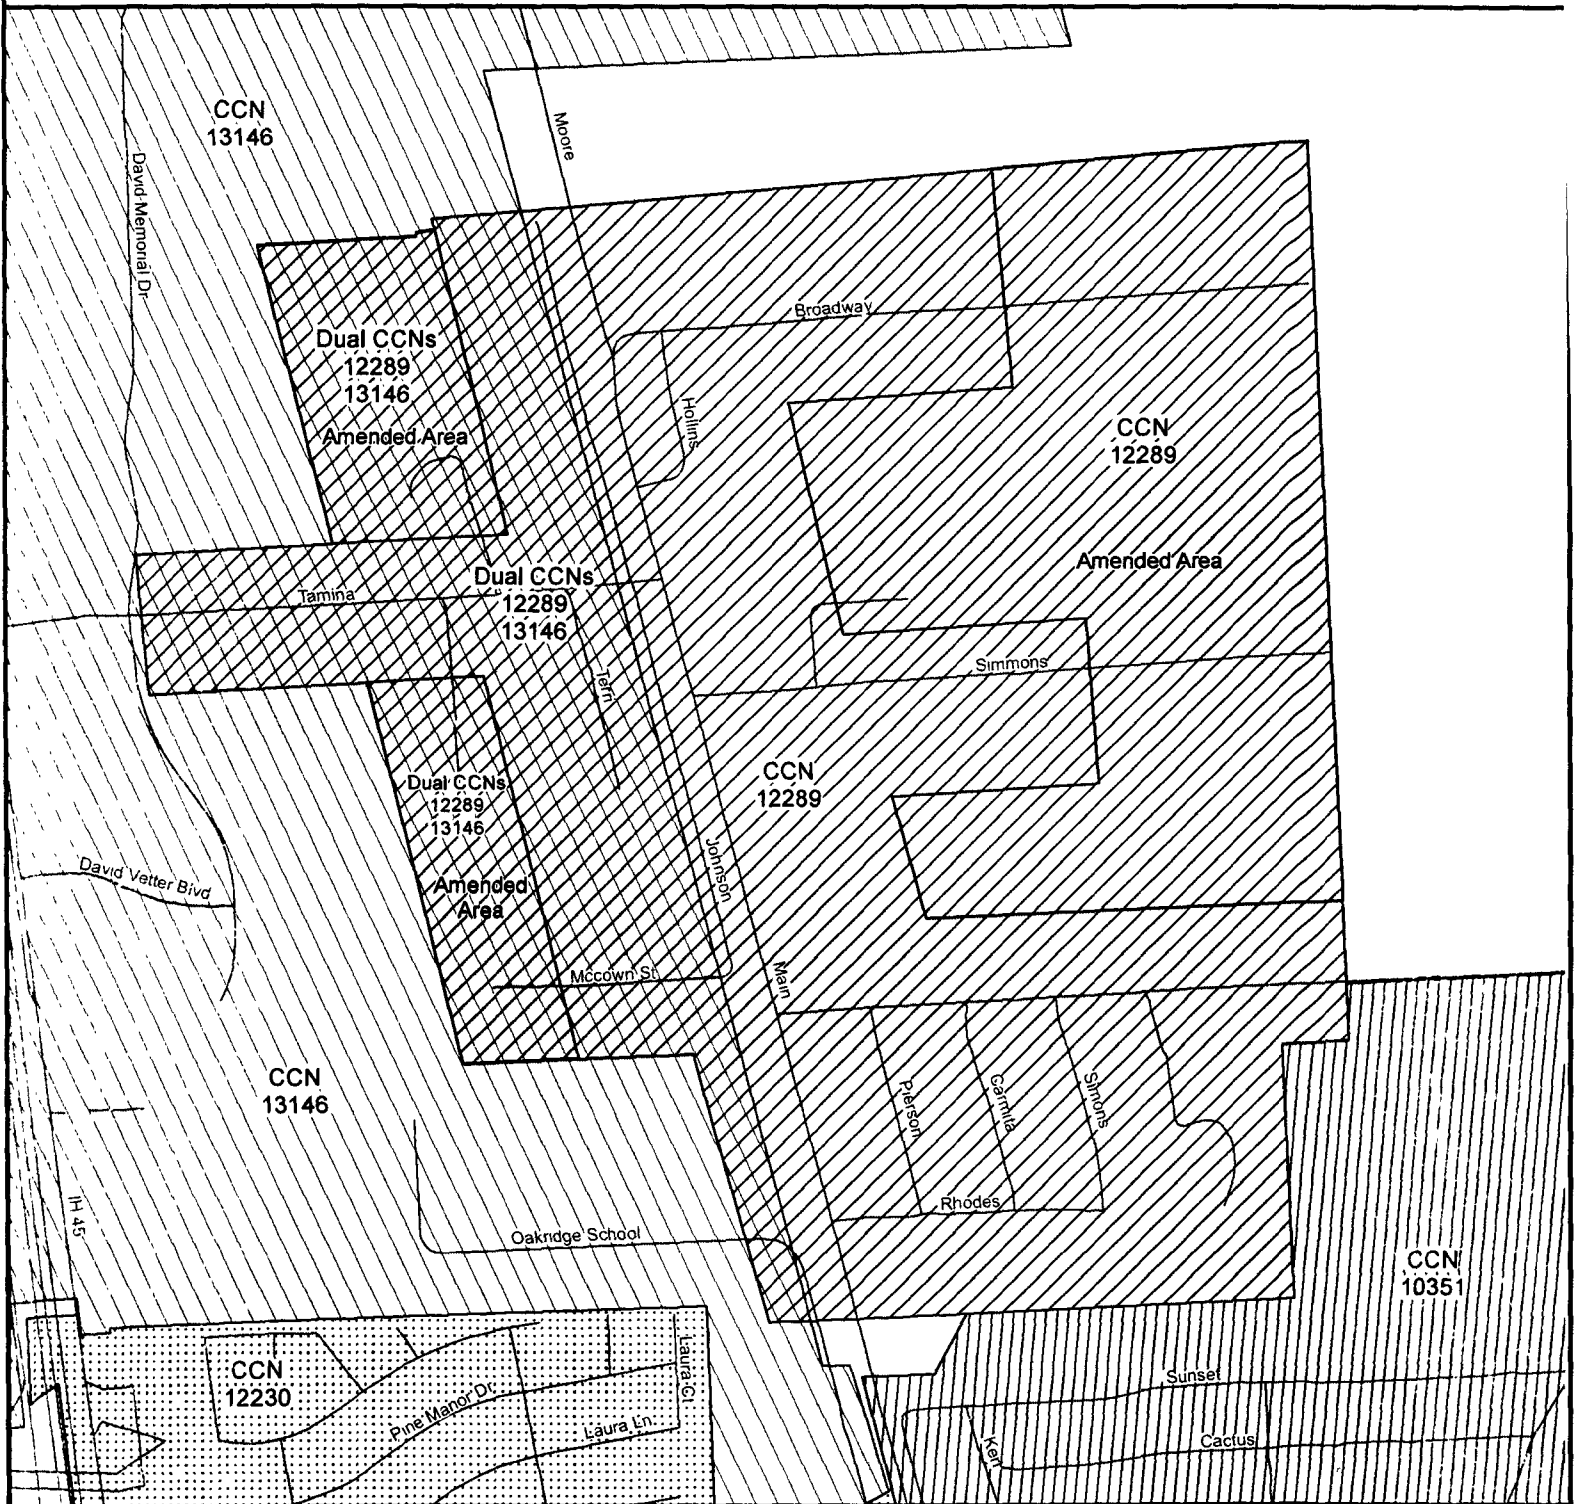 CCN
13146
Moore
David Memorial Dr
Broadway
Dual CCNs
12289
13146
Amended Area
Hollins
CCN
12289
Amended Area
Dual CCNs
12289
13146
Tamina
Simmons
Terri
CCN
12289
Dual CCNs
12289
13146
Johnson
David Vetter Blvd
Amended
Area
Mccown St
Main
CCN
13146
Pierson
Carmita
Simons
IH 45
Rhodes
Oakridge School
CCN
10351
CCN
12230
Laura Ct
Pine Manor Dr
Laura Ln
Sunset
Kerr
Cactus